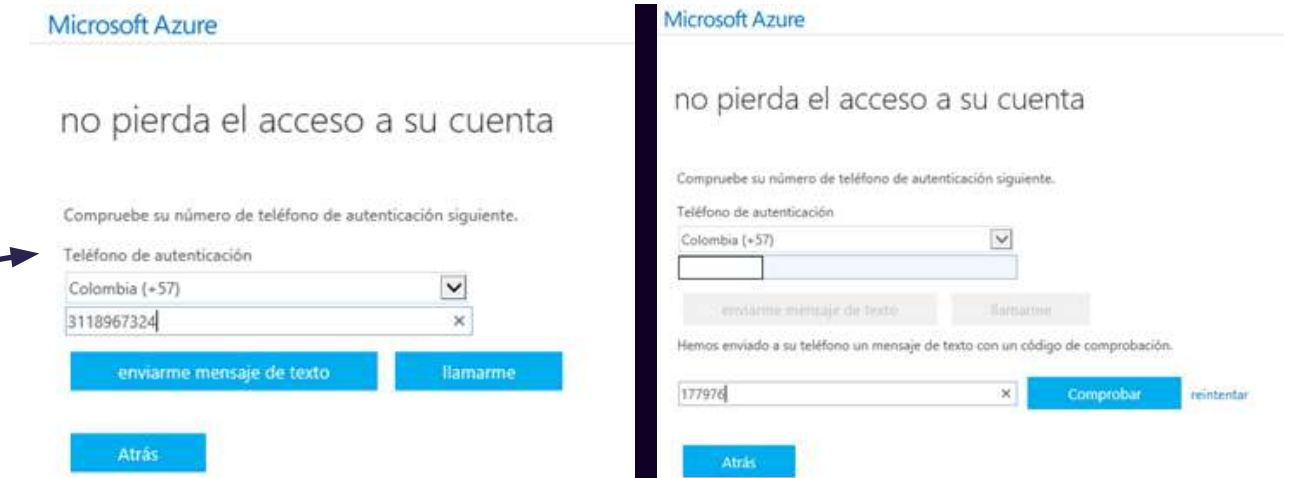 Microsoft Azure
no pierda el acceso a su cuenta
Compruebe su número de teléfono de autenticación siguiente.
Teléfono de autenticación
Colombia (+57)
3118967324
enviarme mensaje de texto
llamarme
Atrás
Microsoft Azure
no pierda el acceso a su cuenta
Compruebe su número de teléfono de autenticación siguiente.
Teléfono de autenticación
Colombia (+57)
enviarme mensaje de texto
llamarme
Hemos enviado a su teléfono un mensaje de texto con un código de comprobación.
177976
Comprobar
reintentar
Atrás